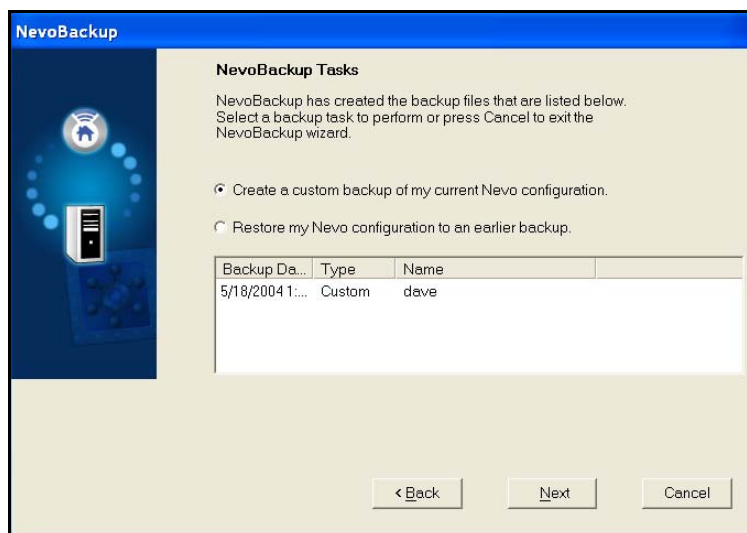 NevoBackup
NevoBackup Tasks
NevoBackup has created the backup files that are listed below.
Select a backup task to perform or press Cancel to exit the
NevoBackup wizard.
Create a custom backup of my current Nevo configuration.
Restore my Nevo configuration to an earlier backup.
Backup Da... Type Name
5/18/2004 1:... Custom dave
< Back Next Cancel